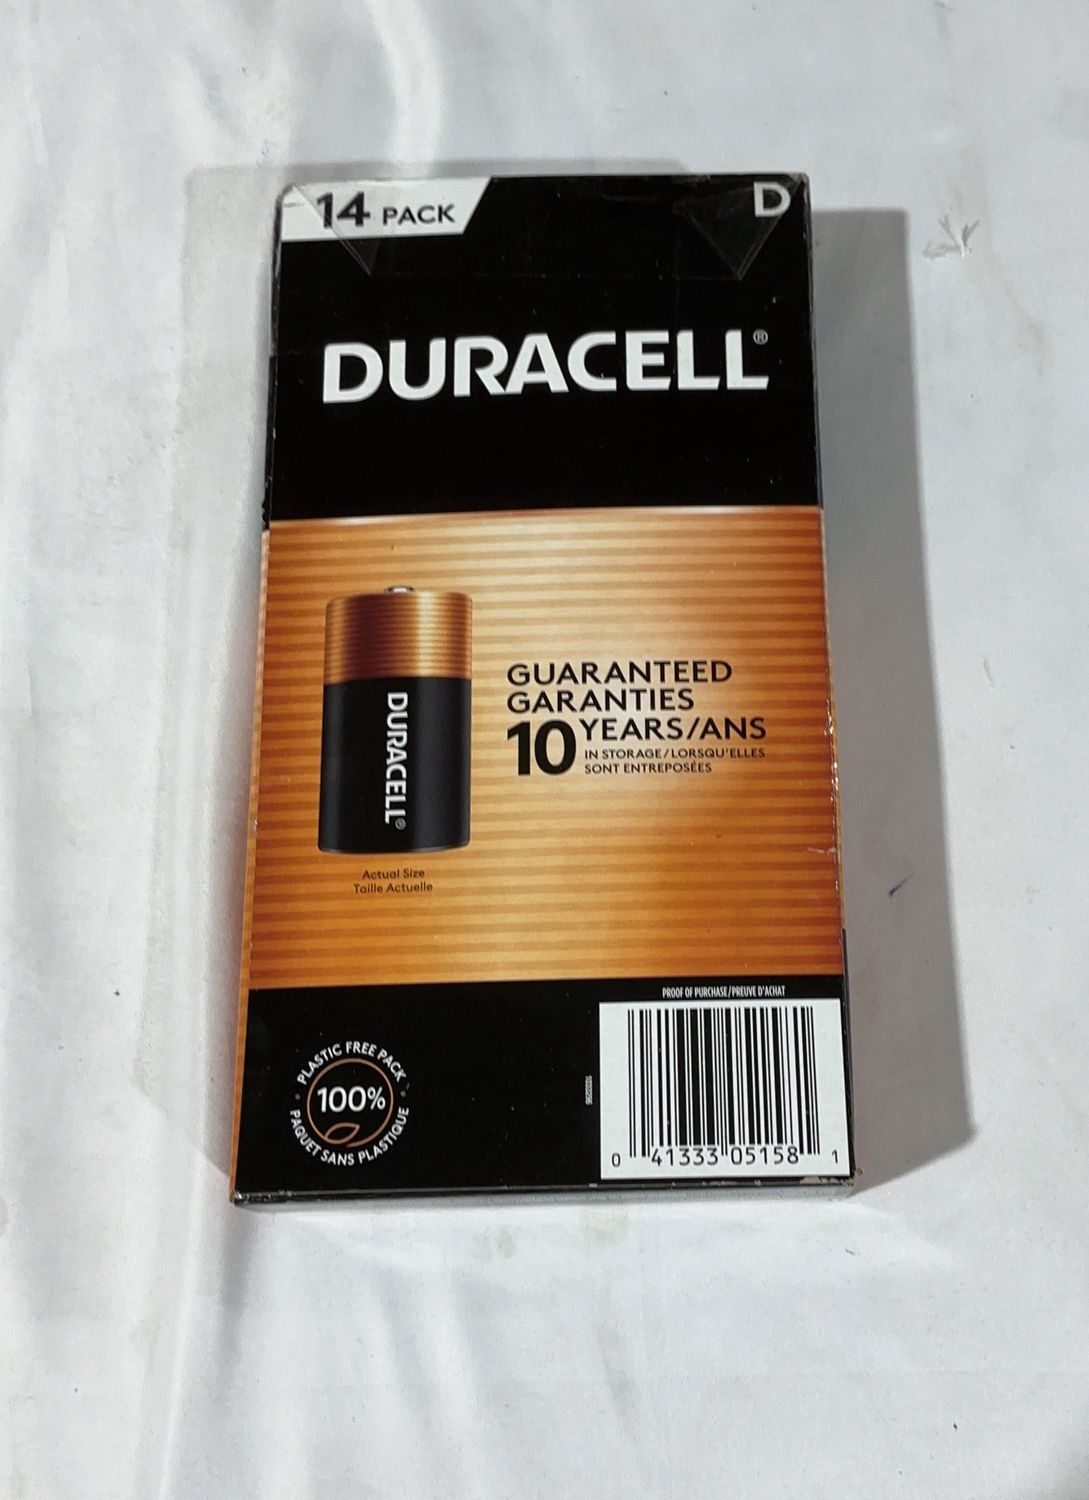 14 PACK
D
DURACELL®
DURACELL®
GUARANTEED
GARANTIES
10 YEARS/ANS
IN STORAGE/LORSQU'ELLES
SONT ENTREPOSÉES
Actual Size
Taille Actuelle
PROOF OF PURCHASE/PREUVE D'ACHAT
PLASTIC FREE PACK
100%
PAQUET SANS PLASTIQUE
0 41333 05158 1